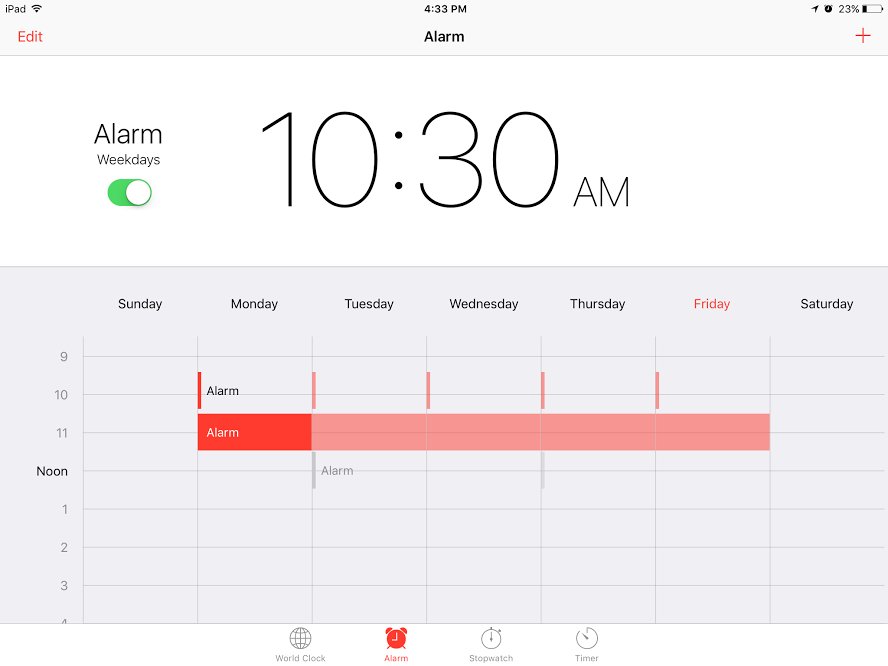 iPad 4:33 PM 23%
Edit Alarm
Alarm
Weekdays
10:30 AM
Sunday Monday Tuesday Wednesday Thursday Friday Saturday
9
10 Alarm
11 Alarm
Noon Alarm
1
2
3
4
World Clock Alarm Stopwatch Timer